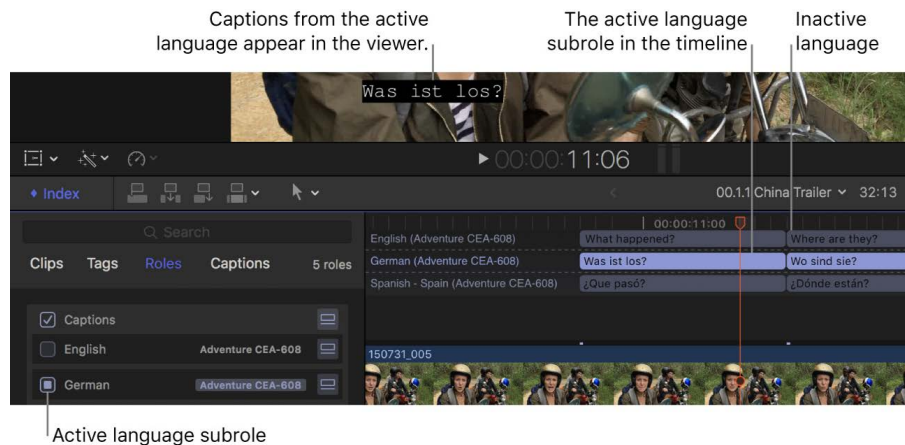 Captions from the active
language appear in the viewer.
The active language
subrole in the timeline
Inactive
language
Was ist los?
00:00:11:06
Index
00.1.1 China Trailer
32:13
Search
Clips
Tags
Roles
Captions
5 roles
00:00:11:00
English (Adventure CEA-608)
What happened?
Where are they?
German (Adventure CEA-608)
Was ist los?
Wo sind sie?
Spanish - Spain (Adventure CEA-608)
¿Que pasó?
¿Dónde están?
Captions
English
Adventure CEA-608
German
Adventure CEA-608
150731_005
Active language subrole